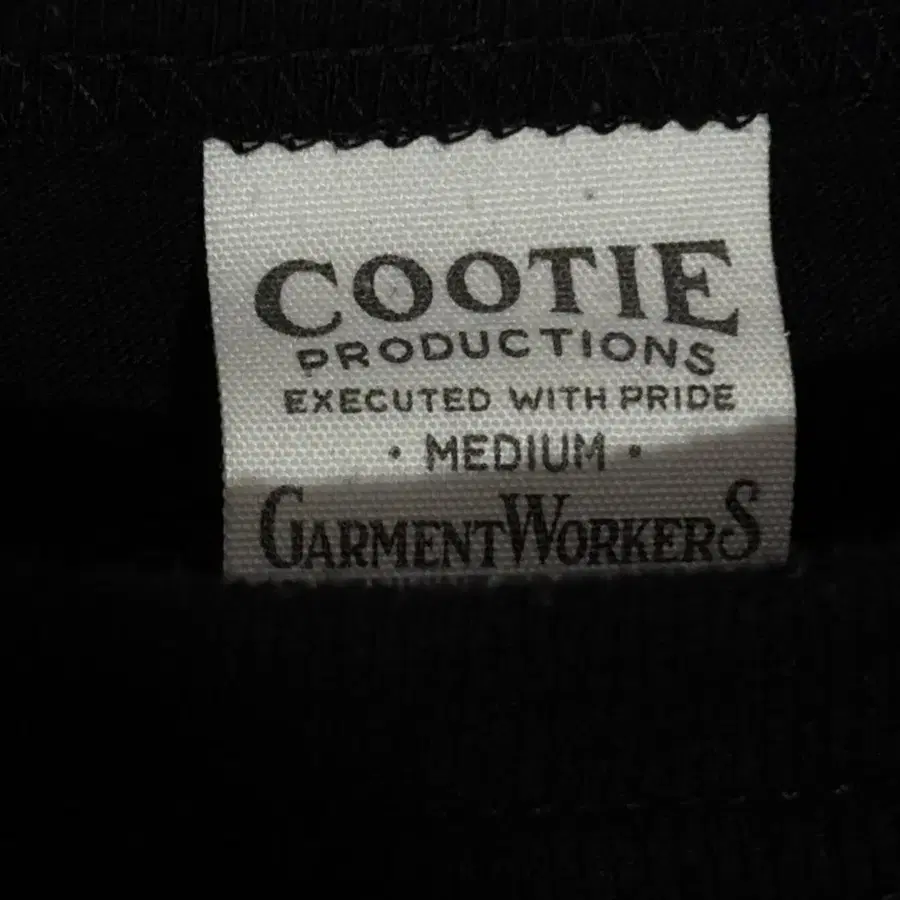 COOTIE
PRODUCTIONS
EXECUTED WITH PRIDE
· MEDIUM ·
GARMENTWORKERS